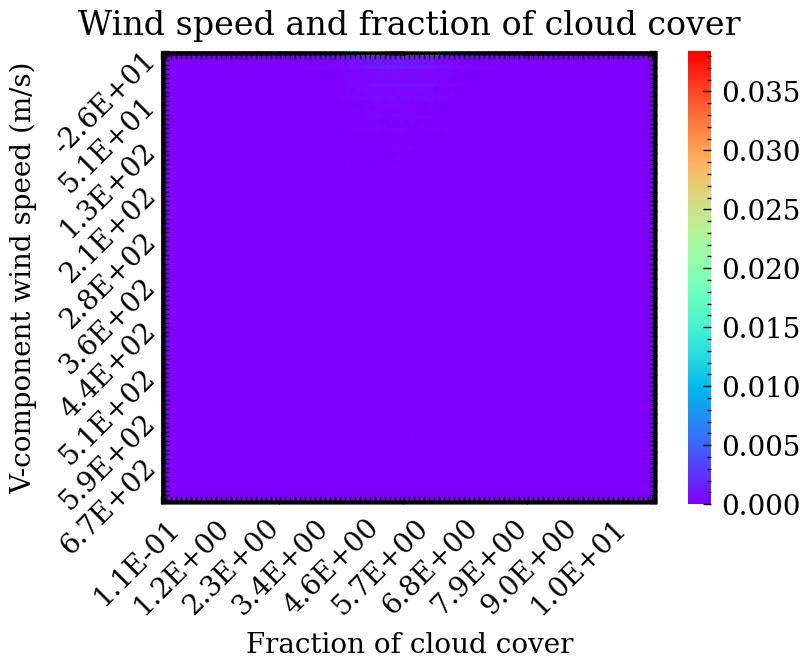 Wind speed and fraction of cloud cover
V-component wind speed (m/s)
-2.6E+01
5.1E+01
1.3E+02
2.1E+02
2.8E+02
3.6E+02
4.4E+02
5.1E+02
5.9E+02
6.7E+02
1.1E-01
1.2E+00
2.3E+00
3.4E+00
4.6E+00
5.7E+00
6.8E+00
7.9E+00
9.0E+00
1.0E+01
Fraction of cloud cover
0.035
0.030
0.025
0.020
0.015
0.010
0.005
0.000